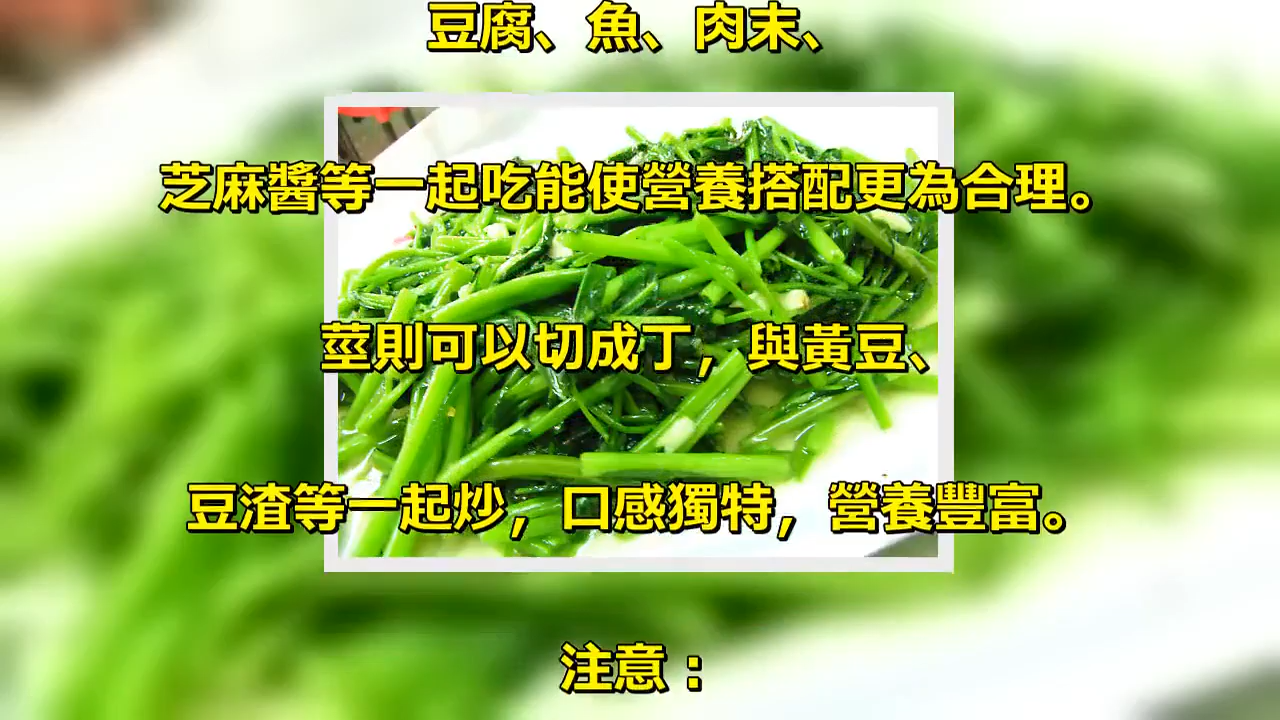 豆腐、魚、肉末、
芝麻醬等一起吃能使營養搭配更為合理。
莖則可以切成丁，與黃豆、
豆渣等一起炒，口感獨特，營養豐富。
注意：